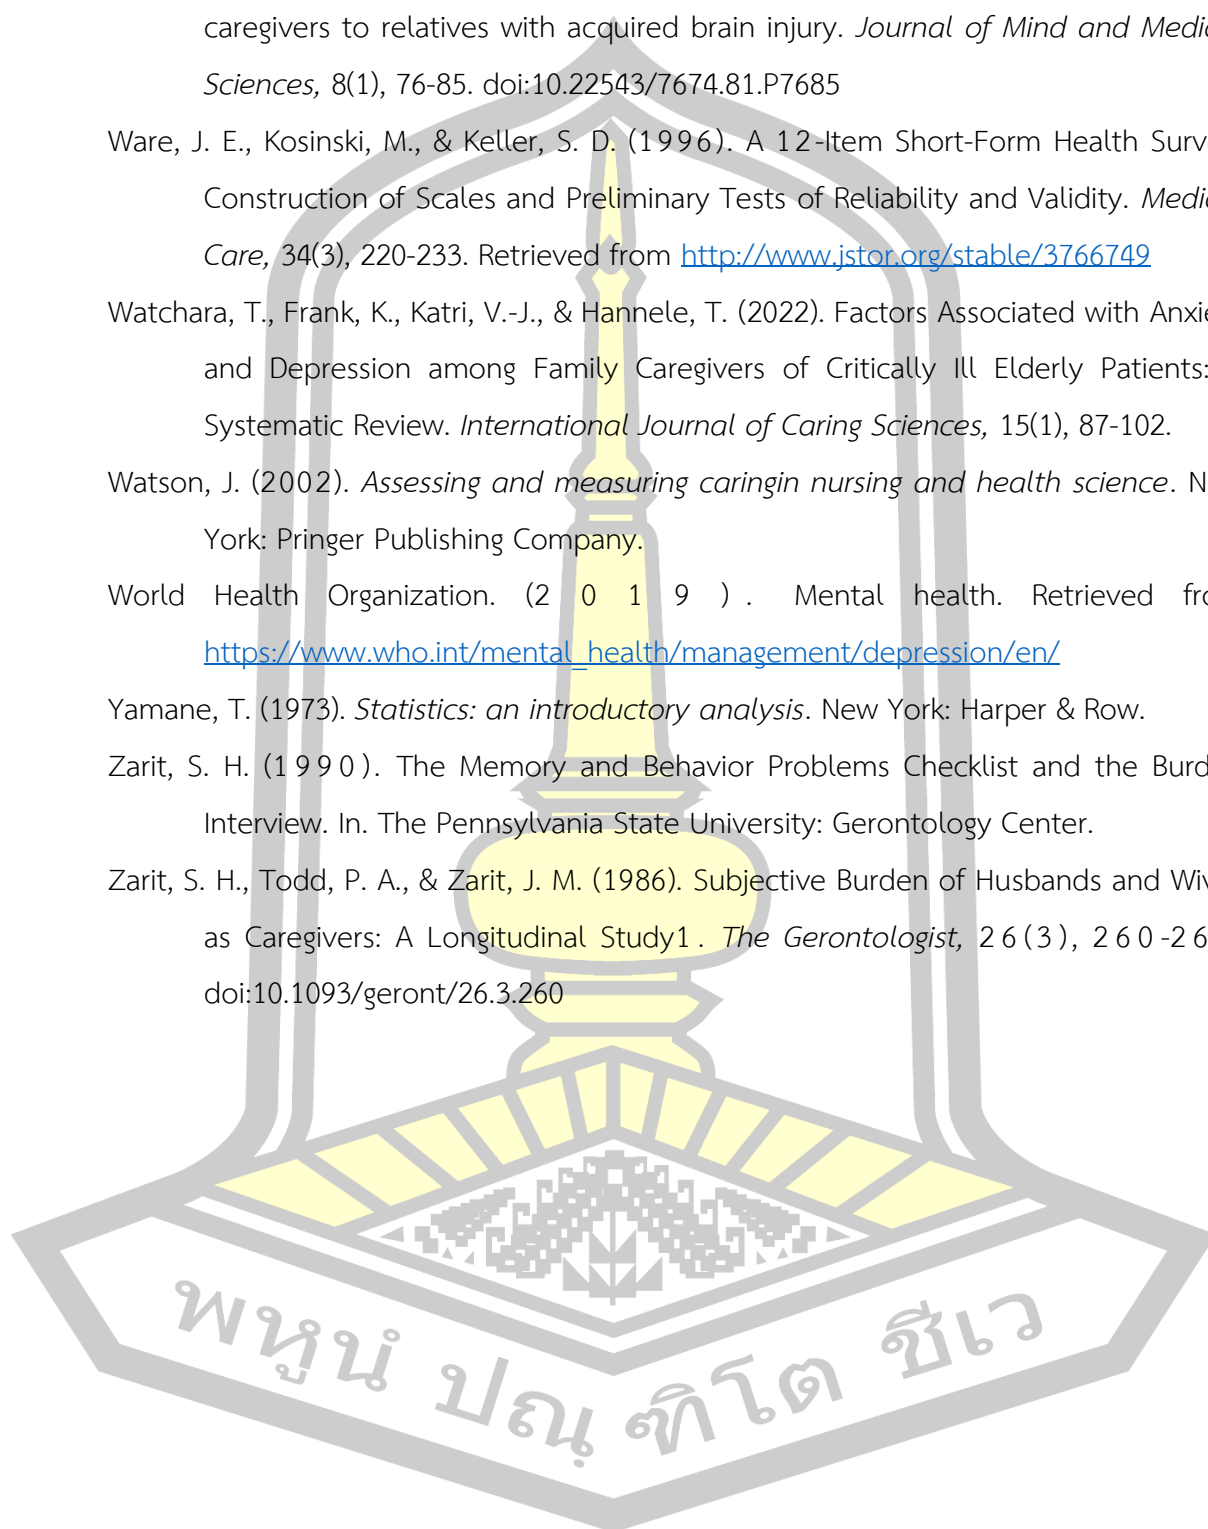 caregivers to relatives with acquired brain injury. Journal of Mind and Medic
Sciences, 8(1), 76-85. doi:10.22543/7674.81.P7685
Ware, J. E., Kosinski, M., & Keller, S. D. (1996). A 12-Item Short-Form Health Surv
Construction of Scales and Preliminary Tests of Reliability and Validity. Medic
Care, 34(3), 220-233. Retrieved from http://www.jstor.org/stable/3766749
Watchara, T., Frank, K., Katri, V.-J., & Hannele, T. (2022). Factors Associated with Anxie
and Depression among Family Caregivers of Critically Ill Elderly Patients:
Systematic Review. International Journal of Caring Sciences, 15(1), 87-102.
Watson, J. (2002). Assessing and measuring caringin nursing and health science. N
York: Pringer Publishing Company.
World Health Organization. (2019). Mental health. Retrieved fro
https://www.who.int/mental_health/management/depression/en/
Yamane, T. (1973). Statistics: an introductory analysis. New York: Harper & Row.
Zarit, S. H. (1990). The Memory and Behavior Problems Checklist and the Burd
Interview. In. The Pennsylvania State University: Gerontology Center.
Zarit, S. H., Todd, P. A., & Zarit, J. M. (1986). Subjective Burden of Husbands and Wiv
as Caregivers: A Longitudinal Study1. The Gerontologist, 26(3), 260-26
doi:10.1093/geront/26.3.260
พหูนํ ปณฺฑิโต ชีเว